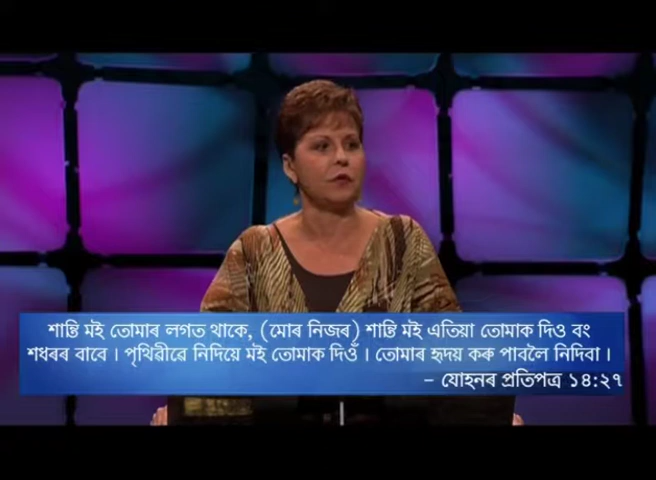 শান্তি মই তোমাৰ লগত থাকে, (মোৰ নিজৰ) শান্তি মই এতিয়া তোমাক দিও বং
শধৰৰ বাবে । পৃথিৱীৱে নিদিয়ে মই তোমাক দিওঁ । তোমাৰ হৃদয় কৰু পাবলৈ নিদিবা ।
– যোহনৰ প্ৰতিপত্ৰ ১৪:২৭